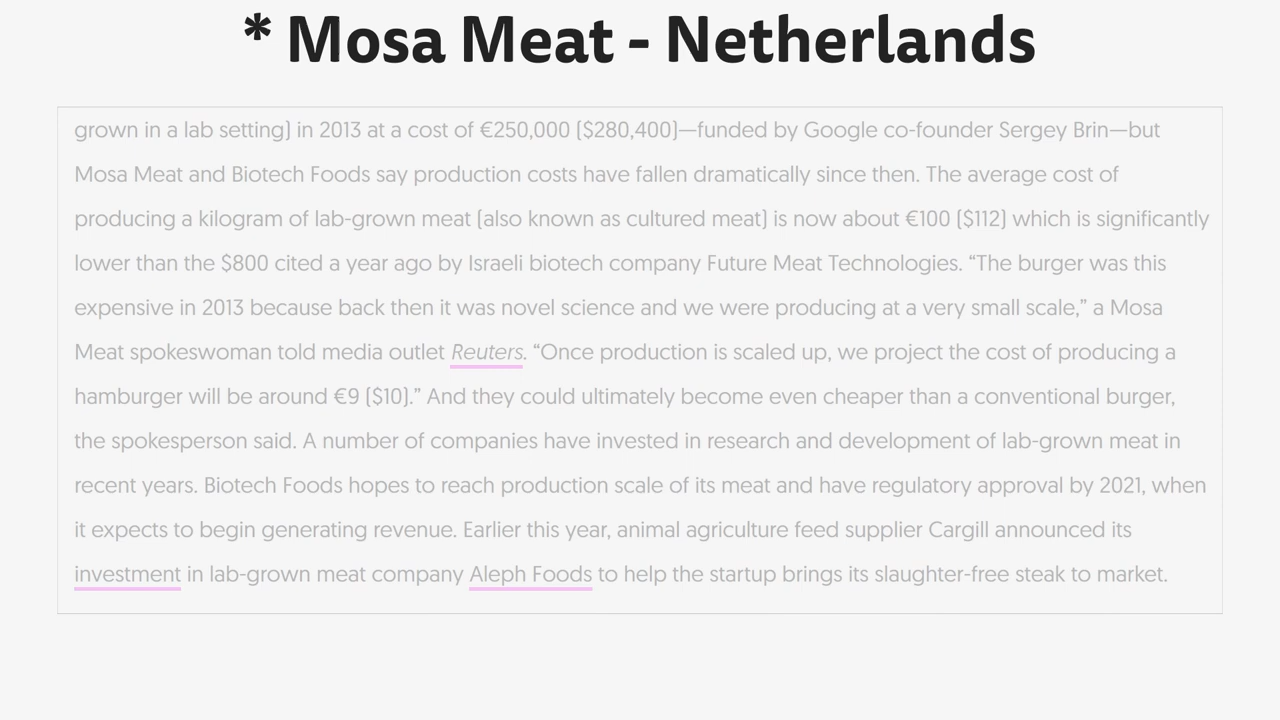 * Mosa Meat - Netherlands
grown in a lab setting) in 2013 at a cost of €250,000 ($280,400)—funded by Google co-founder Sergey Brin—but
Mosa Meat and Biotech Foods say production costs have fallen dramatically since then. The average cost of
producing a kilogram of lab-grown meat (also known as cultured meat) is now about €100 ($112) which is significantly
lower than the $800 cited a year ago by Israeli biotech company Future Meat Technologies. “The burger was this
expensive in 2013 because back then it was novel science and we were producing at a very small scale,” a Mosa
Meat spokeswoman told media outlet Reuters. “Once production is scaled up, we project the cost of producing a
hamburger will be around €9 ($10).” And they could ultimately become even cheaper than a conventional burger,
the spokesperson said. A number of companies have invested in research and development of lab-grown meat in
recent years. Biotech Foods hopes to reach production scale of its meat and have regulatory approval by 2021, when
it expects to begin generating revenue. Earlier this year, animal agriculture feed supplier Cargill announced its
investment in lab-grown meat company Aleph Foods to help the startup brings its slaughter-free steak to market.